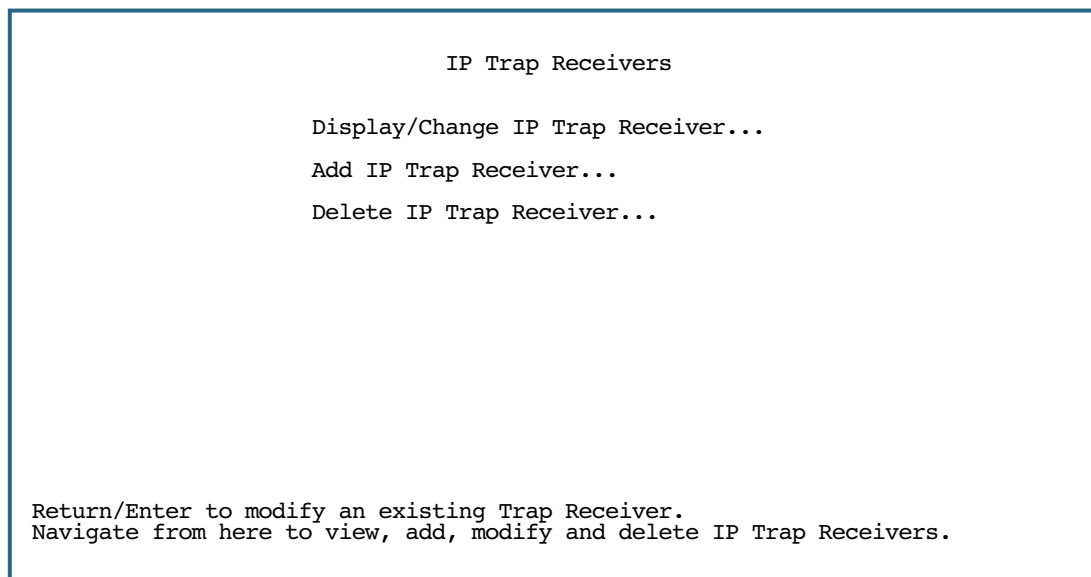 IP Trap Receivers
Display/Change IP Trap Receiver...
Add IP Trap Receiver...
Delete IP Trap Receiver...
Return/Enter to modify an existing Trap Receiver.
Navigate from here to view, add, modify and delete IP Trap Receivers.